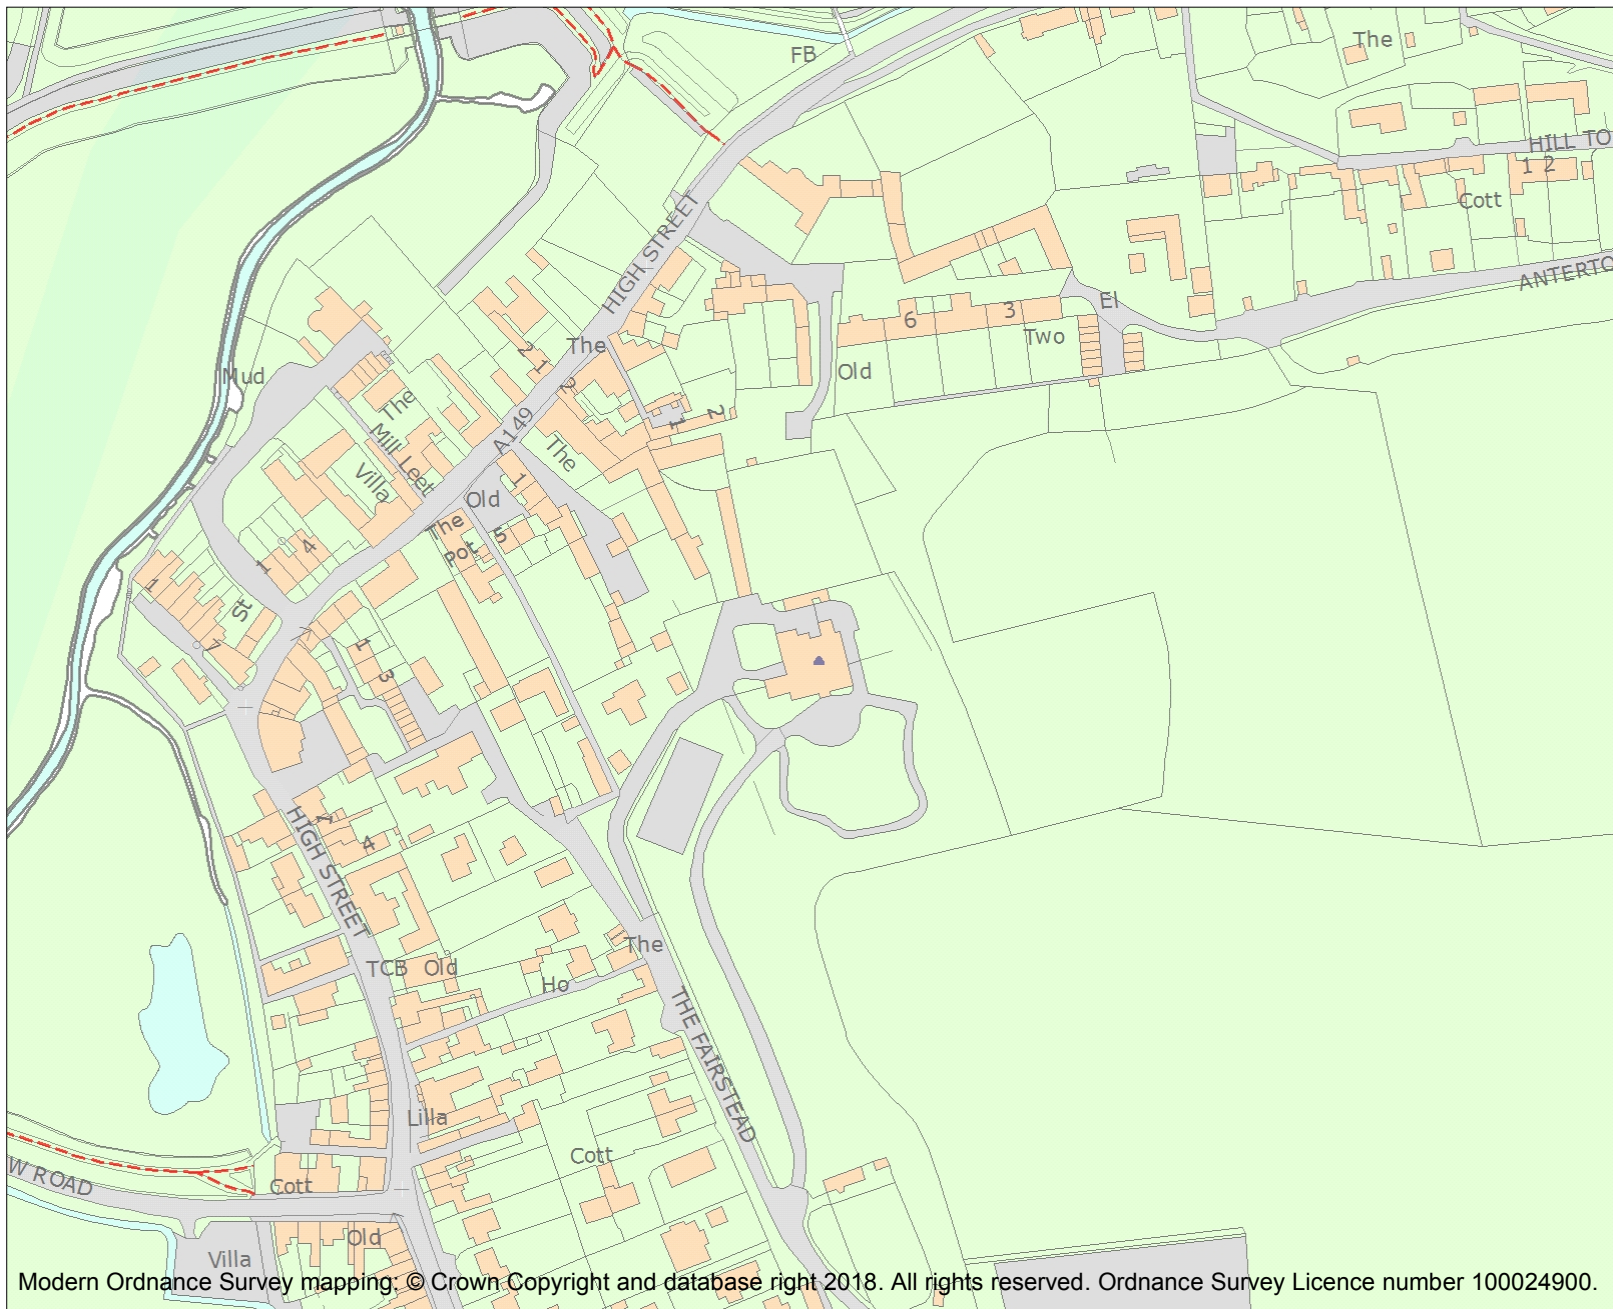 The
FB
HILL TO
1 2
Cott
HIGH STREET
ANTERTO
El
6
3
Two
The
2
1
2
Old
Mud
The
A149
2
1
Mill Leet
The
Villa
1
Old
The
Pot
5
4
1
1
St
7
1
3
HIGH STREET
1
4
The
TCB
Old
Ho
THE FAIRSTEAD
Lilla
Cott
W ROAD
Cott
Old
Villa
Modern Ordnance Survey mapping: © Crown Copyright and database right 2018. All rights reserved. Ordnance Survey Licence number 100024900.